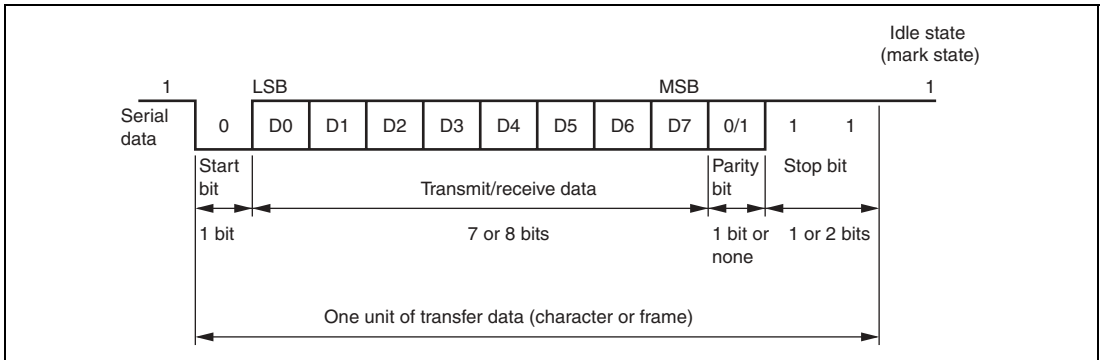 Idle state
(mark state)
1 LSB MSB 1
Serial
data
0 D0 D1 D2 D3 D4 D5 D6 D7 0/1 1 1
Start
bit
Transmit/receive data
Parity
bit
Stop bit
1 bit
7 or 8 bits
1 bit or
none
1 or 2 bits
One unit of transfer data (character or frame)